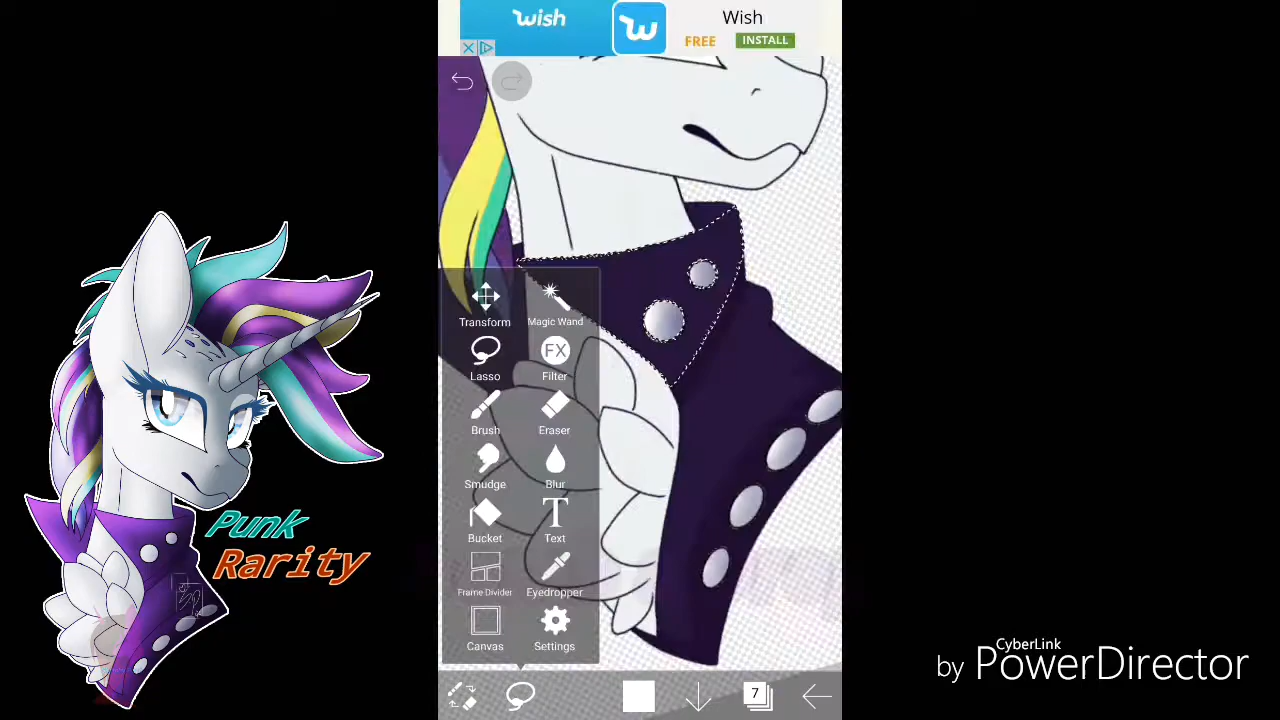 wish
Wish
FREE
INSTALL
Transform
Magic Wand
Lasso
FX
Filter
Brush
Eraser
Smudge
Blur
Bucket
T
Text
Frame Divider
Eyedropper
Canvas
Settings
7
Punk
Rarity
CyberLink
by PowerDirector